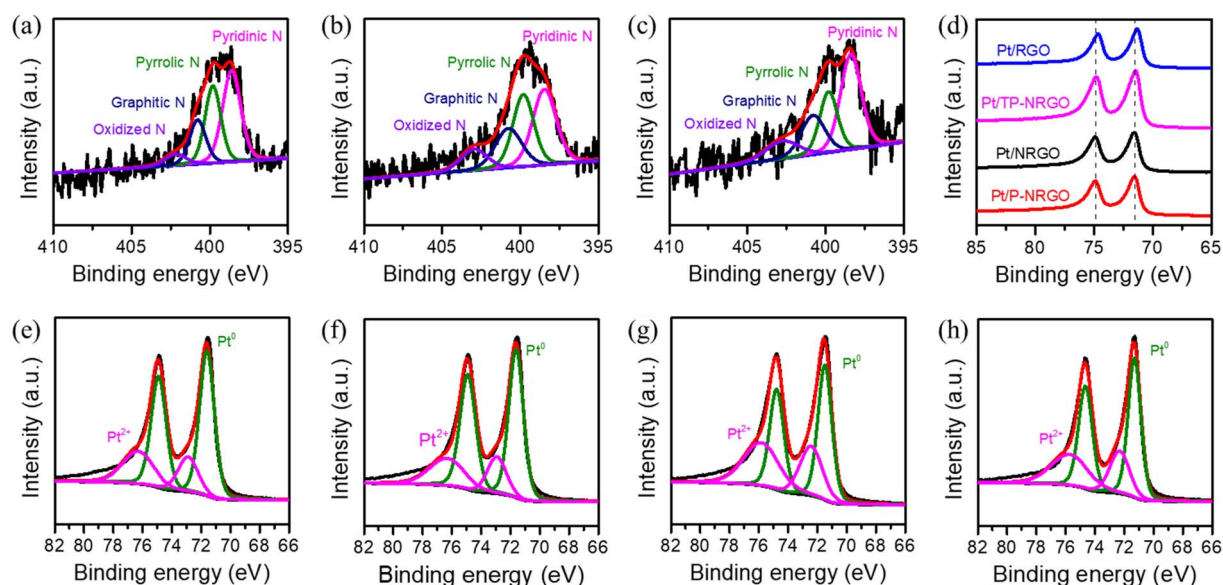 (a)
Pyridinic N
Pyrrolic N
Graphitic N
Oxidized N
Intensity (a.u.)
410 405 400 395
Binding energy (eV)
(b)
Pyridinic N
Pyrrolic N
Graphitic N
Oxidized N
Intensity (a.u.)
410 405 400 395
Binding energy (eV)
(c)
Pyridinic N
Pyrrolic N
Graphitic N
Oxidized N
Intensity (a.u.)
410 405 400 395
Binding energy (eV)
(d)
Pt/RGO
Pt/TP-NRGO
Pt/NRGO
Pt/P-NRGO
Intensity (a.u.)
85 80 75 70 65
Binding energy (eV)
(e)
Pt⁰
Pt²⁺
Intensity (a.u.)
82 80 78 76 74 72 70 68 66
Binding energy (eV)
(f)
Pt⁰
Pt²⁺
Intensity (a.u.)
82 80 78 76 74 72 70 68 66
Binding energy (eV)
(g)
Pt⁰
Pt²⁺
Intensity (a.u.)
82 80 78 76 74 72 70 68 66
Binding energy (eV)
(h)
Pt⁰
Pt²⁺
Intensity (a.u.)
82 80 78 76 74 72 70 68 66
Binding energy (eV)